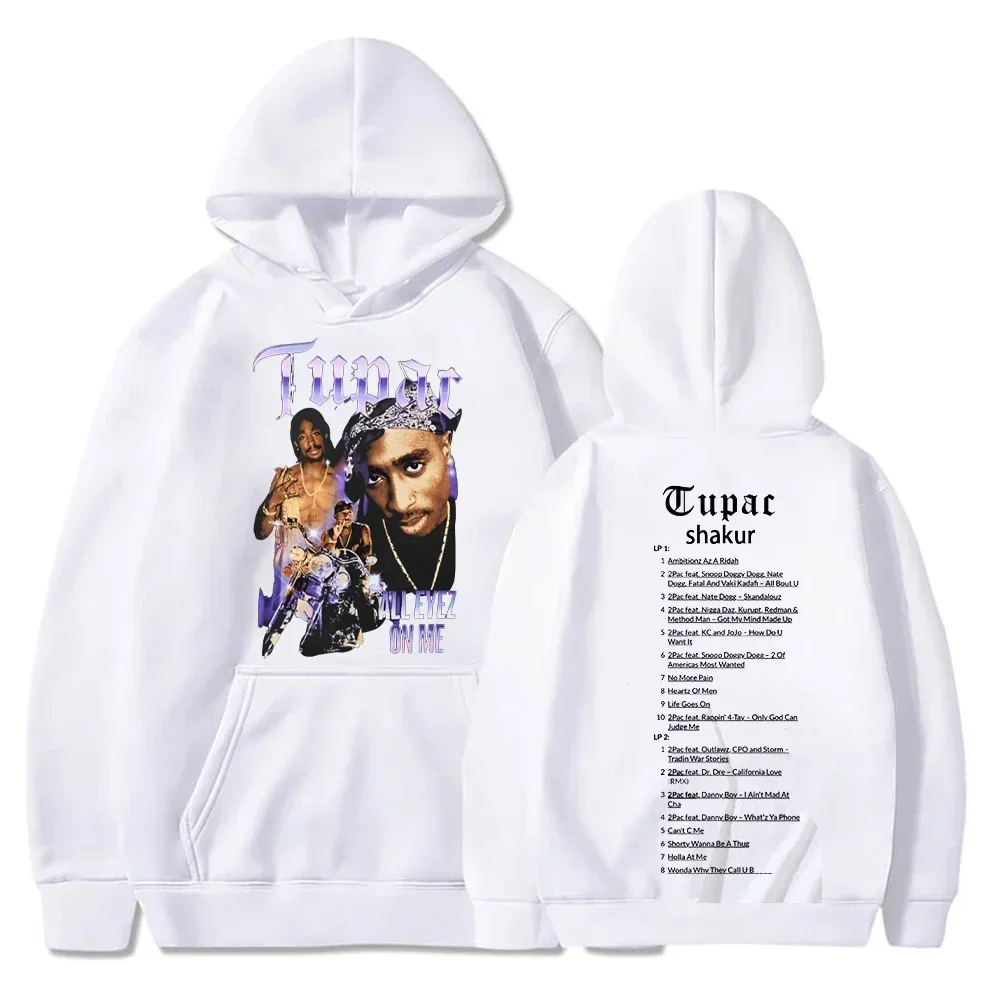 Tupac
ALL EYEZ
ON ME
Tupac
shakur
LP 1:
1 Ambitionz Az A Ridah
2 2Pac feat. Snoop Doggy Dogg, Nate
Dogg, Fatal And Yaki Kadafi – All Bout U
3 2Pac feat. Nate Dogg – Skandalouz
4 2Pac feat. Nigga Daz, Kurupt, Redman &
Method Man – Got My Mind Made Up
5 2Pac feat. KC and JoJo – How Do U
Want It
6 2Pac feat. Snoop Doggy Dogg – 2 Of
Americas Most Wanted
7 No More Pain
8 Heartz Of Men
9 Life Goes On
10 2Pac feat. Rappin' 4-Tay – Only God Can
Judge Me
LP 2:
1 2Pac feat. Outlawz, CPO and Storm –
Tradin War Stories
2 2Pac feat. Dr. Dre – California Love
(RMX)
3 2Pac feat. Danny Boy – I Ain't Mad At
Cha
4 2Pac feat. Danny Boy – What'z Ya Phone
5 Can't C Me
6 Shorty Wanna Be A Thug
7 Holla At Me
8 Wonda Why They Call U B____